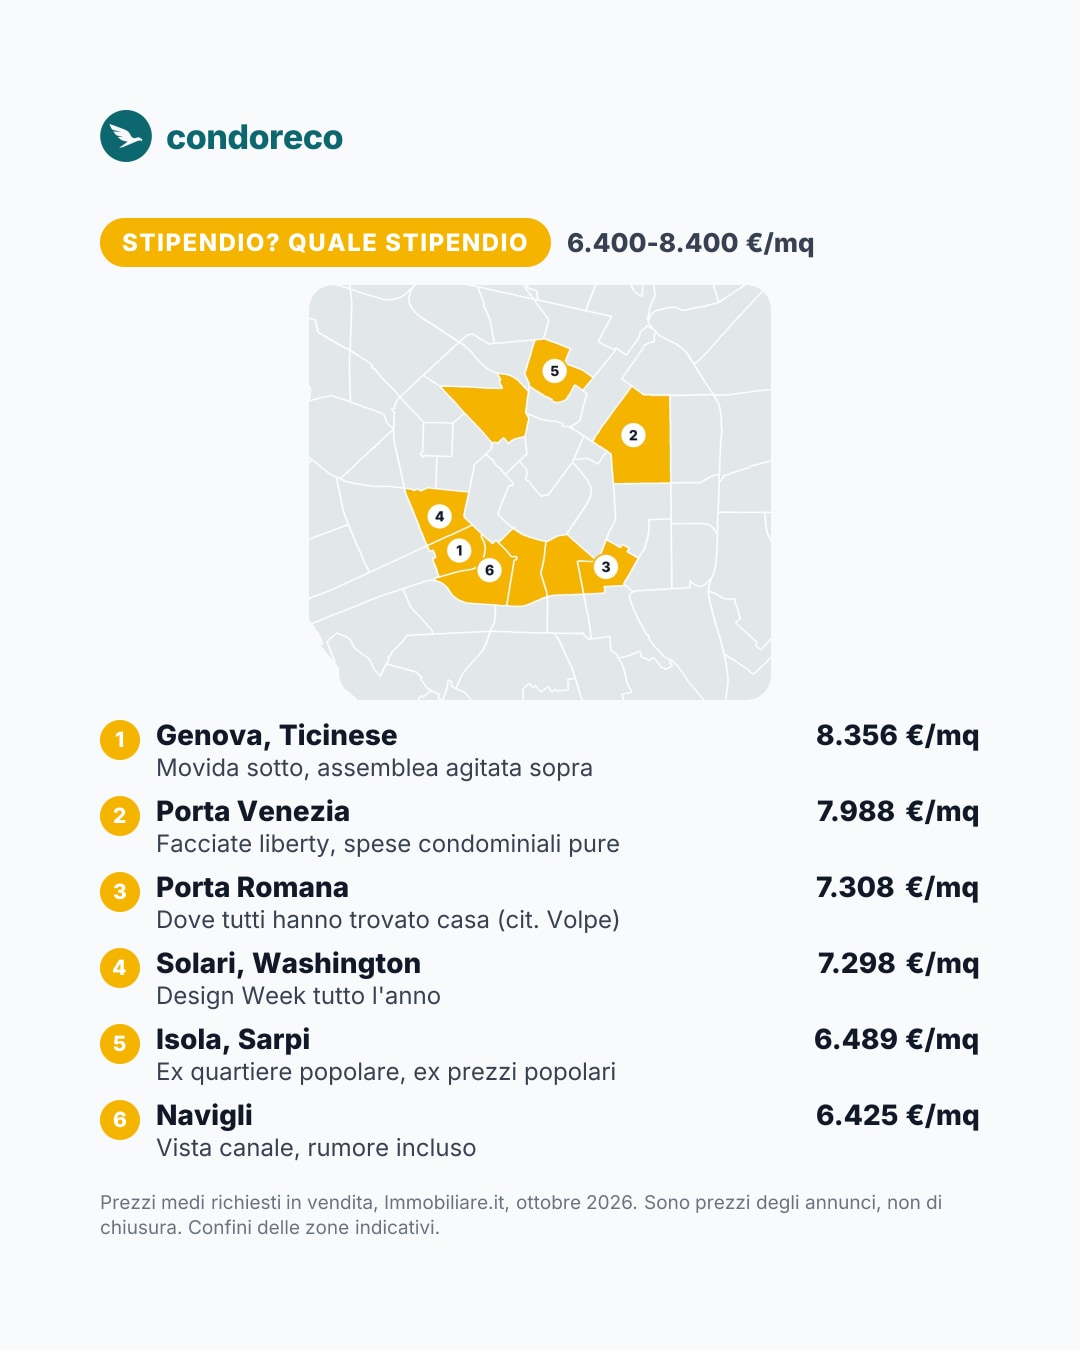 condoreco
STIPENDIO? QUALE STIPENDIO 6.400-8.400 €/mq
5
2
4
1
6
3
1 Genova, Ticinese 8.356 €/mq
Movida sotto, assemblea agitata sopra
2 Porta Venezia 7.988 €/mq
Facciate liberty, spese condominiali pure
3 Porta Romana 7.308 €/mq
Dove tutti hanno trovato casa (cit. Volpe)
4 Solari, Washington 7.298 €/mq
Design Week tutto l'anno
5 Isola, Sarpi 6.489 €/mq
Ex quartiere popolare, ex prezzi popolari
6 Navigli 6.425 €/mq
Vista canale, rumore incluso
Prezzi medi richiesti in vendita, Immobiliare.it, ottobre 2026. Sono prezzi degli annunci, non di
chiusura. Confini delle zone indicativi.